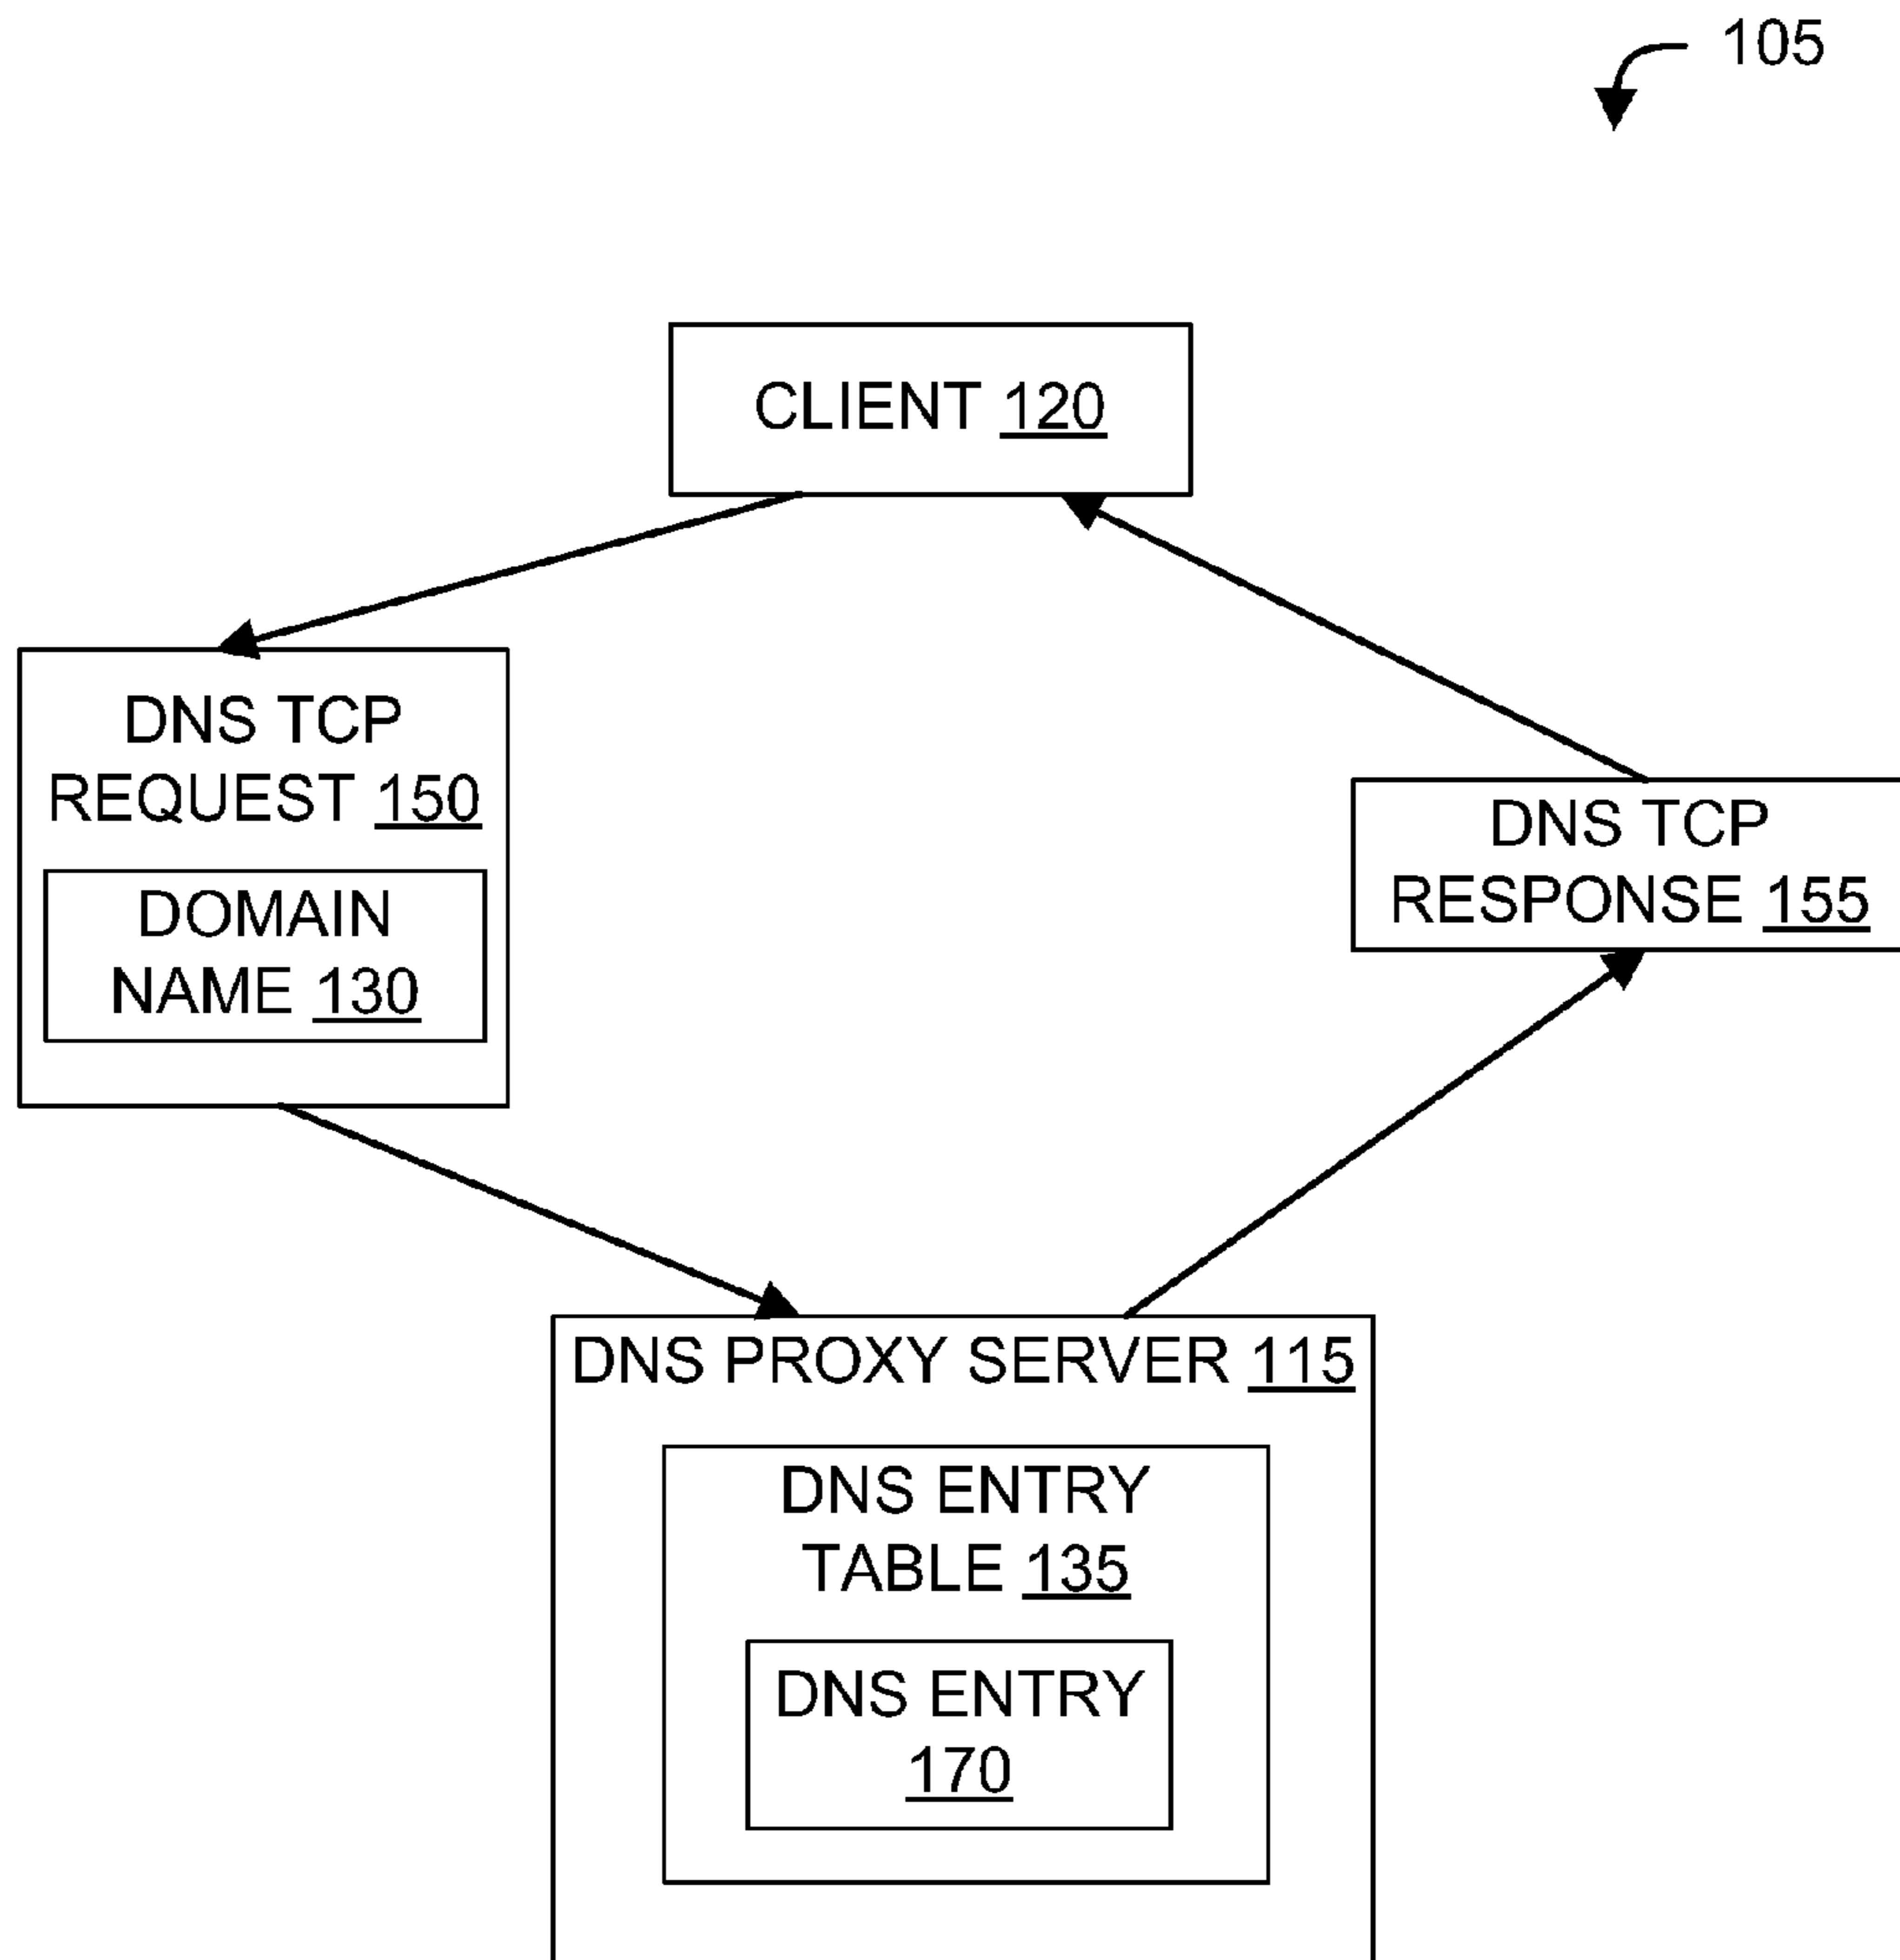 105
CLIENT 120
DNS TCP
REQUEST 150
DOMAIN
NAME 130
DNS TCP
RESPONSE 155
DNS PROXY SERVER 115
DNS ENTRY
TABLE 135
DNS ENTRY
170